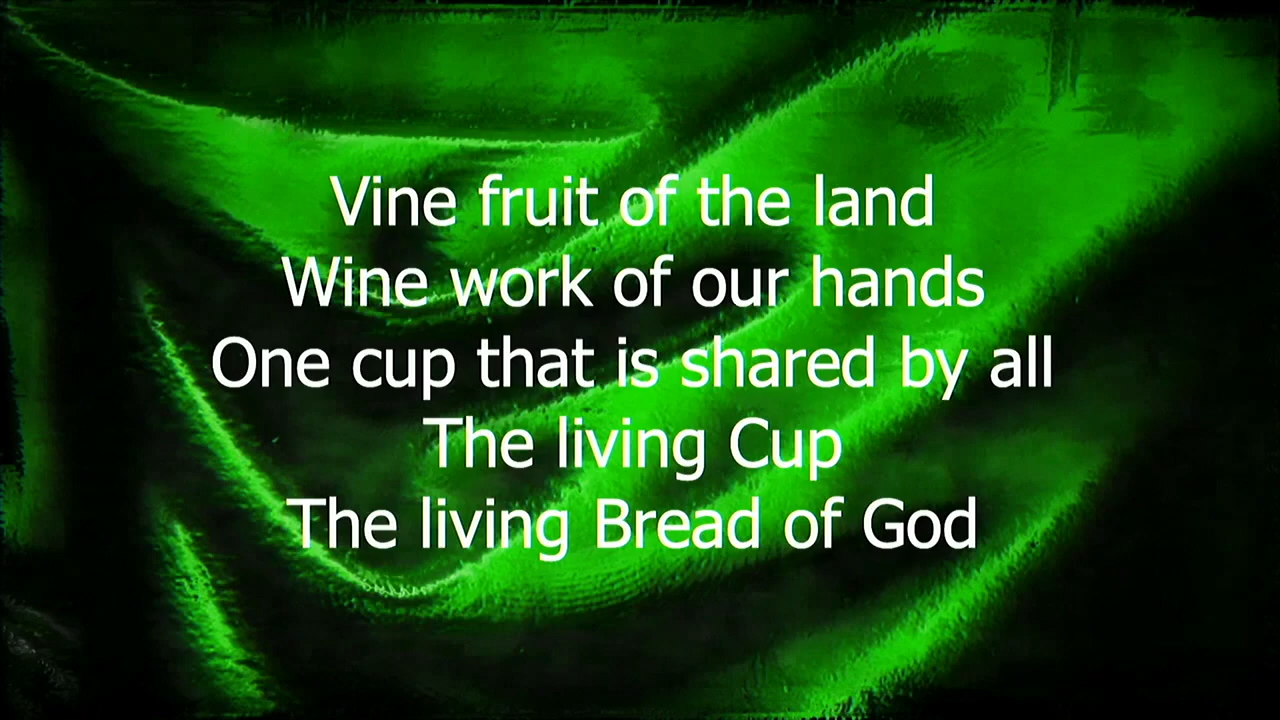 Vine fruit of the land
Wine work of our hands
One cup that is shared by all
The living Cup
The living Bread of God